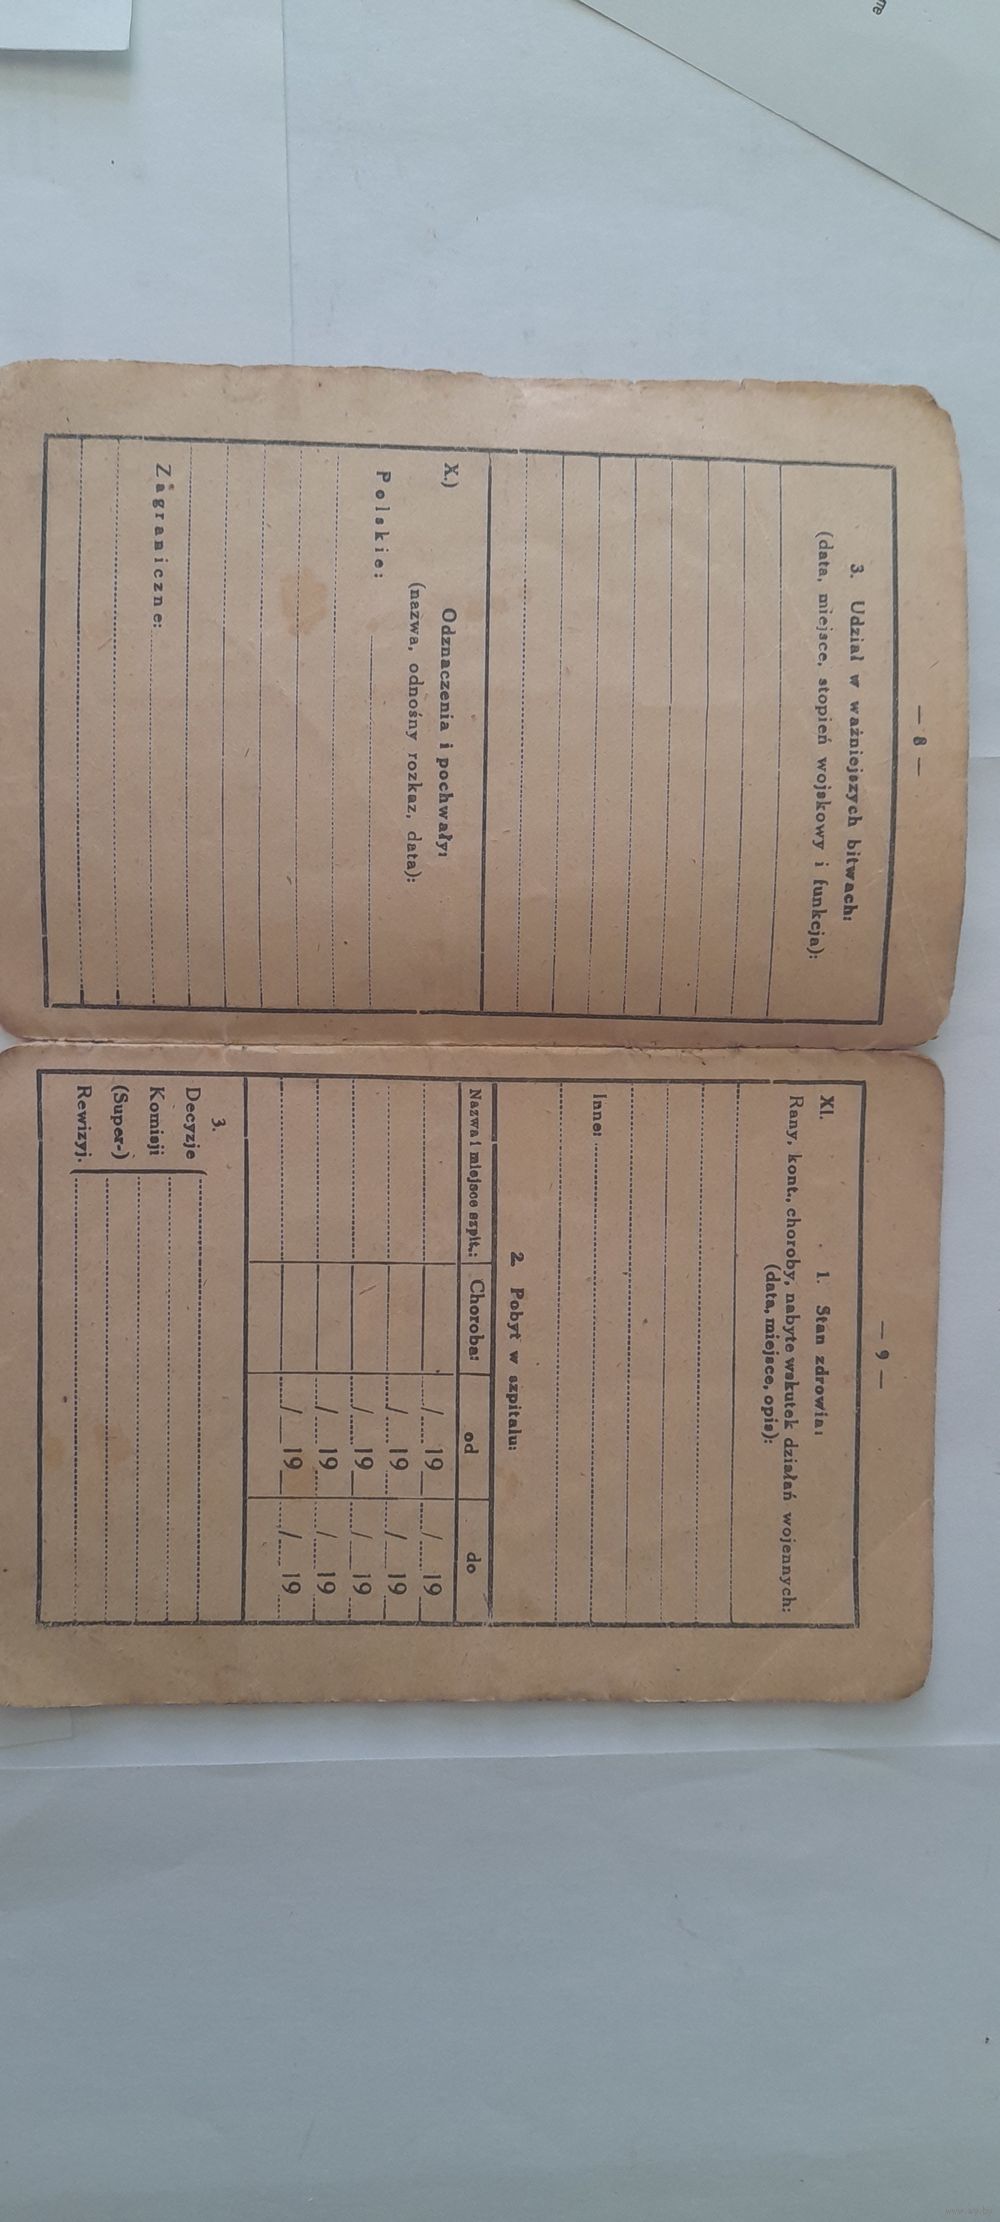 — 8 —
3. Udział w ważniejszych bitwach:
(data, miejsce, stopień wojskowy i funkcja):
X.) Odznaczenia i pochwały:
(nazwa, odnośny rozkaz, data):
Polskie:
Zagraniczne:
— 9 —
XI. 1. Stan zdrowia:
Rany, kont., choroby, nabyte wskutek działań wojennych:
(data, miejsce, opis):
Inne:
2. Pobyt w szpitalu:
Nazwa i miejsce szpit.: Choroba: od do
/ 19 / 19
/ 19 / 19
/ 19 / 19
/ 19 / 19
/ 19 / 19
3.
Decyzje
Komisji
(Super-)
Rewizyj.